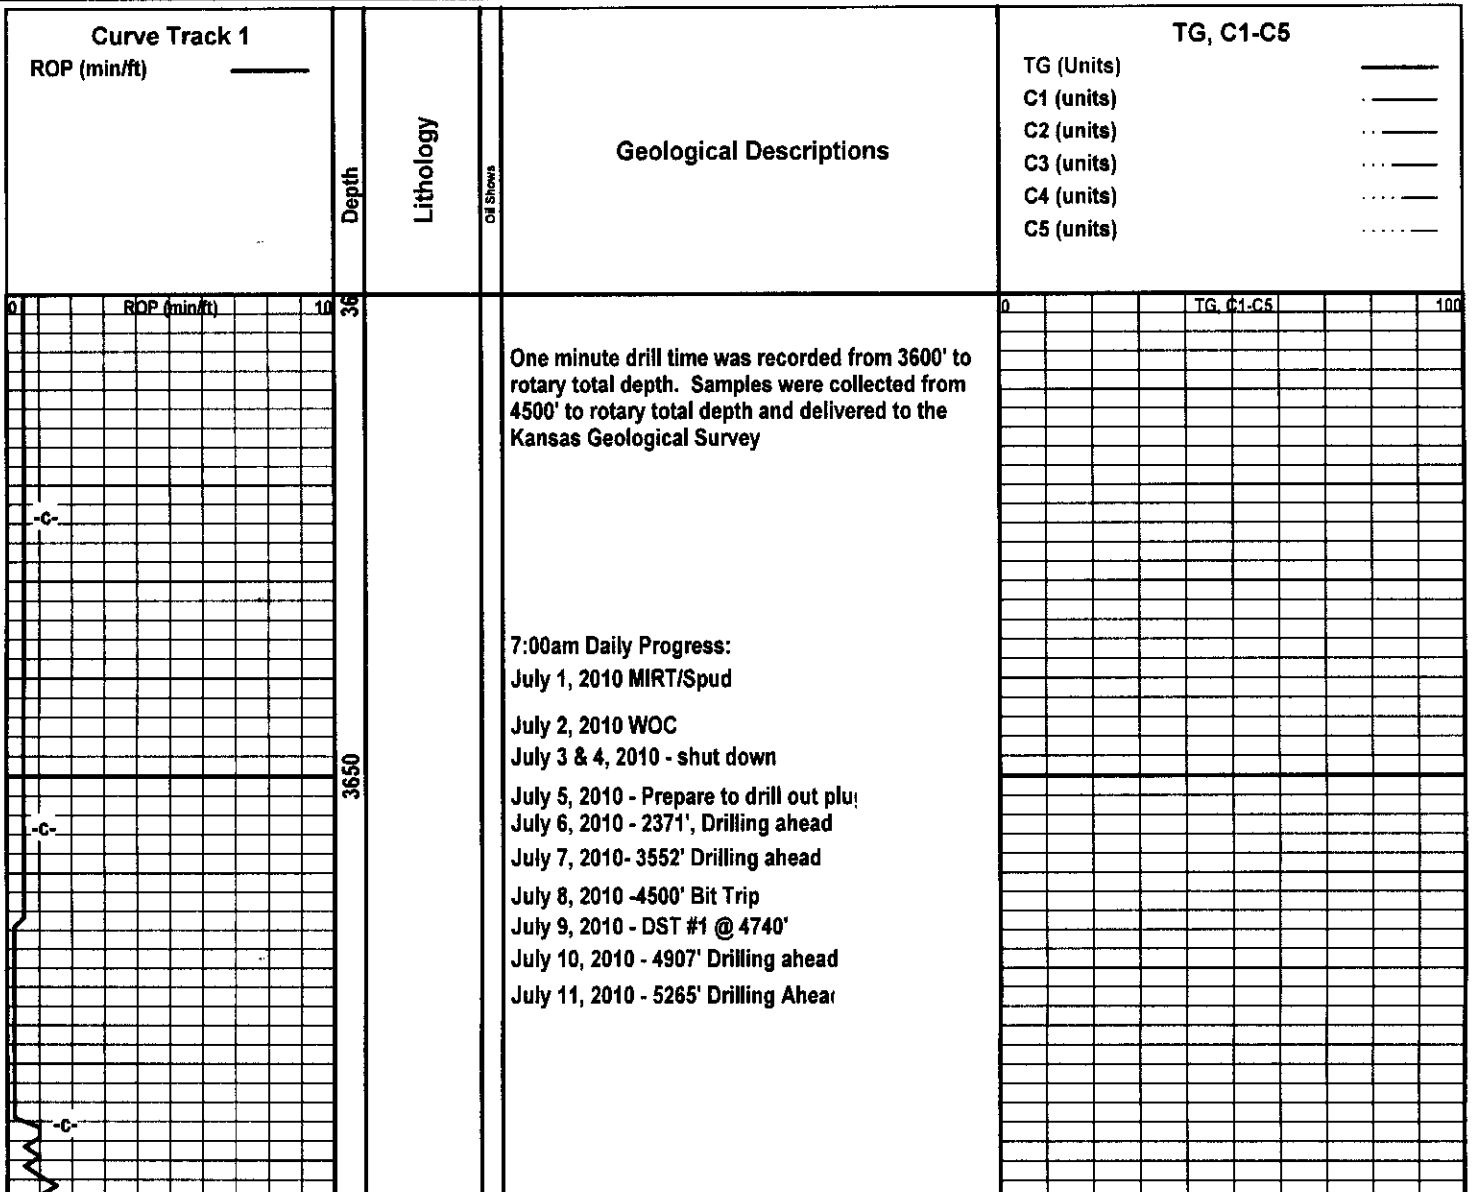 Curve Track 1
ROP (min/ft)
Depth
Lithology
Oil Shows
Geological Descriptions
TG, C1-C5
TG (Units)
C1 (units)
C2 (units)
C3 (units)
C4 (units)
C5 (units)
0 ROP (min/ft) 10
36
0 TG, C1-C5 100
One minute drill time was recorded from 3600' to
rotary total depth. Samples were collected from
4500' to rotary total depth and delivered to the
Kansas Geological Survey
-C-
7:00am Daily Progress:
July 1, 2010 MIRT/Spud
July 2, 2010 WOC
July 3 & 4, 2010 - shut down
3650
July 5, 2010 - Prepare to drill out
July 6, 2010 - 2371', Drilling ahead
-C-
July 7, 2010- 3552' Drilling ahead
July 8, 2010 -4500' Bit Trip
July 9, 2010 - DST #1 @ 4740'
July 10, 2010 - 4907' Drilling ahead
July 11, 2010 - 5265' Drilling
-C-